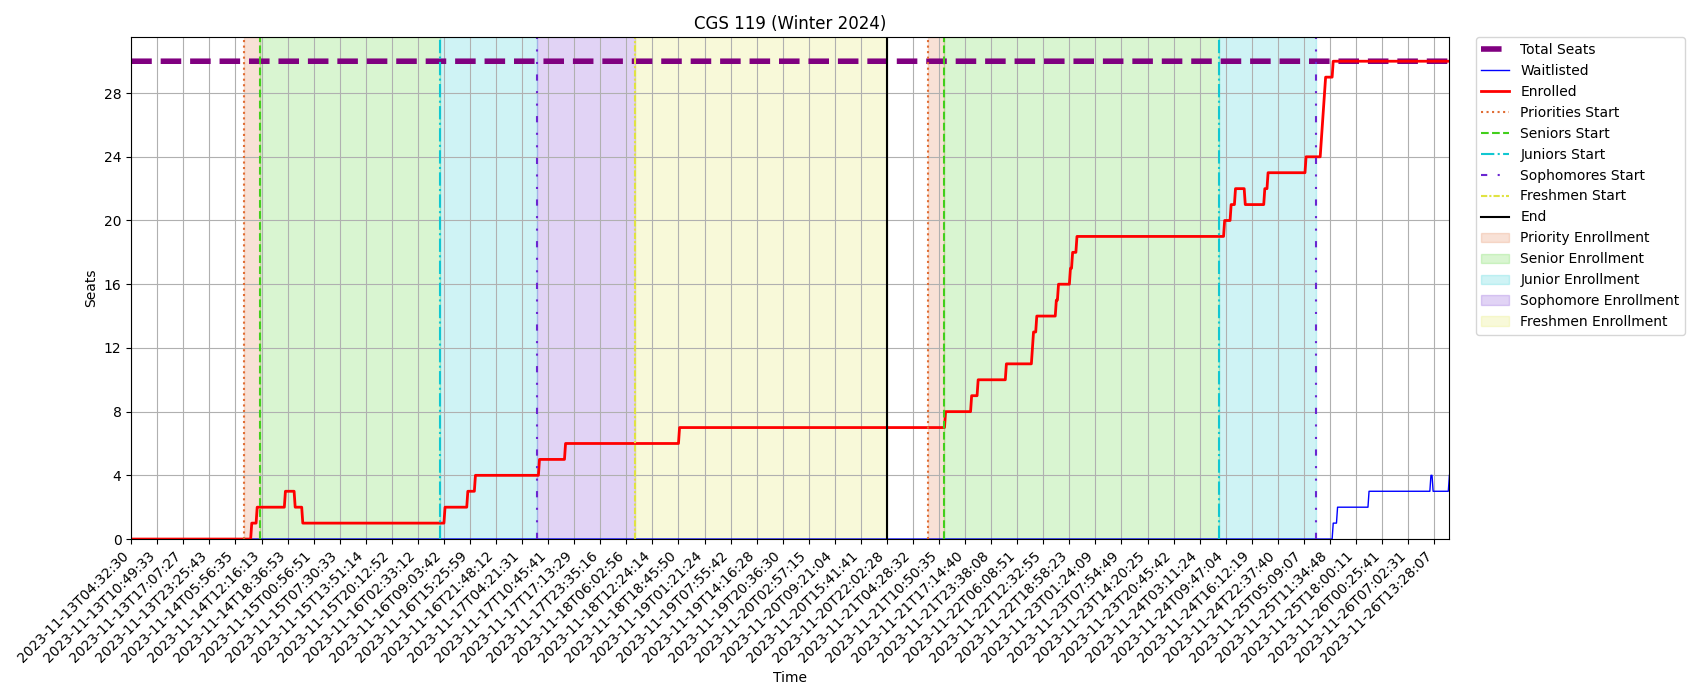 CGS 119 (Winter 2024)
Seats
28
24
20
16
12
8
4
0
2023-11-13T04:32:30
2023-11-13T10:49:33
2023-11-13T17:07:27
2023-11-13T23:25:43
2023-11-14T05:56:35
2023-11-14T12:16:13
2023-11-14T18:36:53
2023-11-15T00:56:51
2023-11-15T07:30:33
2023-11-15T13:51:14
2023-11-15T20:12:52
2023-11-16T02:33:12
2023-11-16T09:03:42
2023-11-16T15:25:59
2023-11-16T21:48:12
2023-11-17T04:21:31
2023-11-17T10:45:41
2023-11-17T17:13:29
2023-11-17T23:35:16
2023-11-18T06:02:56
2023-11-18T12:24:14
2023-11-18T18:45:50
2023-11-19T01:21:24
2023-11-19T07:55:42
2023-11-19T14:16:28
2023-11-19T20:36:30
2023-11-20T02:57:15
2023-11-20T09:21:04
2023-11-20T15:41:41
2023-11-20T22:02:28
2023-11-21T04:28:32
2023-11-21T10:50:35
2023-11-21T17:14:40
2023-11-21T23:38:08
2023-11-22T06:08:51
2023-11-22T12:32:55
2023-11-22T18:58:23
2023-11-23T01:24:09
2023-11-23T07:54:49
2023-11-23T14:20:25
2023-11-23T20:45:42
2023-11-24T03:11:24
2023-11-24T09:47:04
2023-11-24T16:12:19
2023-11-24T22:37:40
2023-11-25T05:09:07
2023-11-25T11:34:48
2023-11-25T18:00:11
2023-11-26T00:25:41
2023-11-26T07:02:31
2023-11-26T13:28:07
Time
Total Seats
Waitlisted
Enrolled
Priorities Start
Seniors Start
Juniors Start
Sophomores Start
Freshmen Start
End
Priority Enrollment
Senior Enrollment
Junior Enrollment
Sophomore Enrollment
Freshmen Enrollment